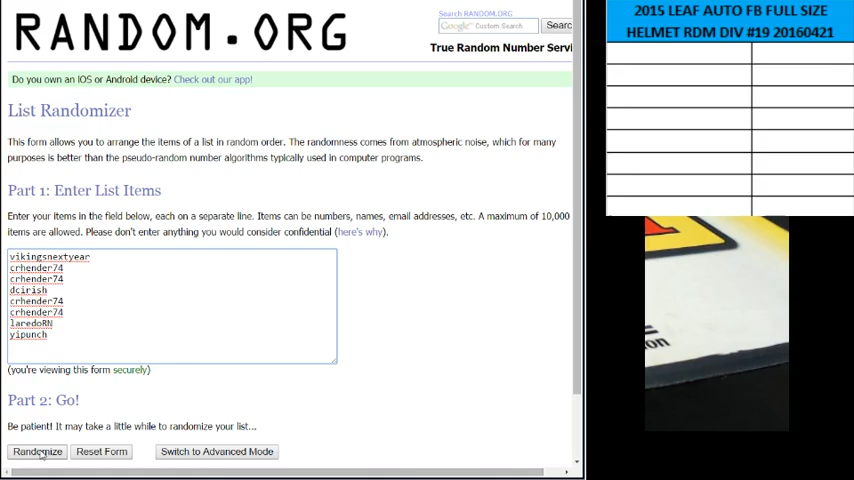 RANDOM.ORG
Search RANDOM.ORG
Google Custom Search
Searc
True Random Number Servi
Do you own an iOS or Android device? Check out our app!
List Randomizer
This form allows you to arrange the items of a list in random order. The randomness comes from atmospheric noise, which for many
purposes is better than the pseudo-random number algorithms typically used in computer programs.
Part 1: Enter List Items
Enter your items in the field below, each on a separate line. Items can be numbers, names, email addresses, etc. A maximum of 10,000
items are allowed. Please don't enter anything you would consider confidential (here's why).
vikingsnextyear
crhender74
crhender74
dcirish
crhender74
crhender74
laredoRN
yipunch
(you're viewing this form securely)
Part 2: Go!
Be patient! It may take a little while to randomize your list...
Randomize
Reset Form
Switch to Advanced Mode
2015 LEAF AUTO FB FULL SIZE
HELMET RDM DIV #19 20160421